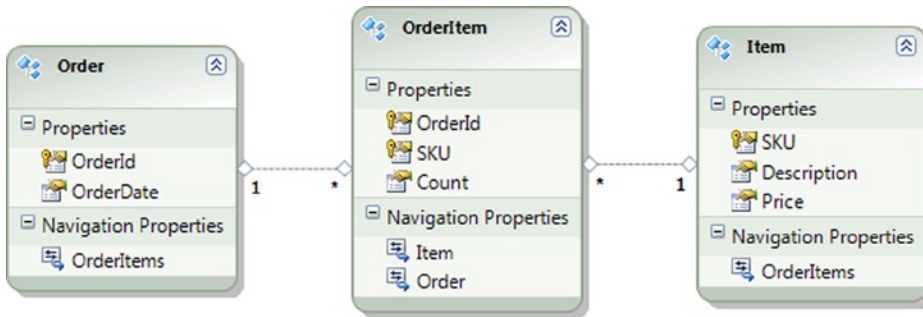 Order
Properties
OrderId
OrderDate
Navigation Properties
OrderItems
1
*
OrderItem
Properties
OrderId
SKU
Count
Navigation Properties
Item
Order
*
1
Item
Properties
SKU
Description
Price
Navigation Properties
OrderItems